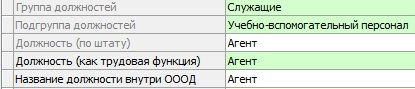 Группа должностей Служащие
Подгруппа должностей Учебно-вспомогательный персонал
Должность (по штату) Агент
Должность (как трудовая функция) Агент
Название должности внутри ОООД Агент